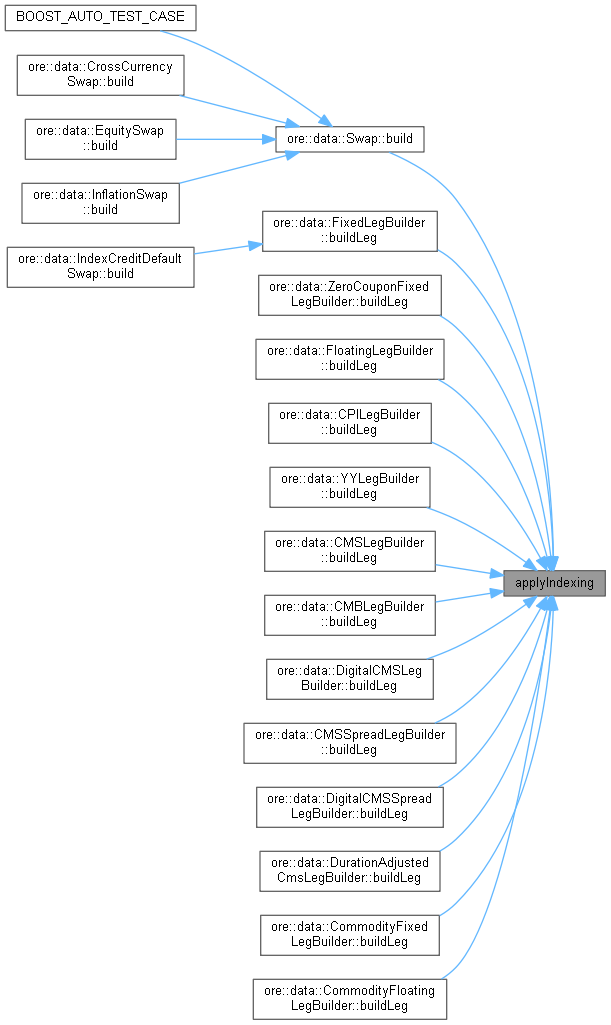 BOOST_AUTO_TEST_CASE
ore::data::CrossCurrency
Swap::build
ore::data::EquitySwap
::build
ore::data::Swap::build
ore::data::InflationSwap
::build
ore::data::FixedLegBuilder
::buildLeg
ore::data::IndexCreditDefault
Swap::build
ore::data::ZeroCouponFixed
LegBuilder::buildLeg
ore::data::FloatingLegBuilder
::buildLeg
ore::data::CPILegBuilder
::buildLeg
ore::data::YYLegBuilder
::buildLeg
ore::data::CMSLegBuilder
::buildLeg
applyIndexing
ore::data::CMBLegBuilder
::buildLeg
ore::data::DigitalCMSLeg
Builder::buildLeg
ore::data::CMSSpreadLegBuilder
::buildLeg
ore::data::DigitalCMSSpread
LegBuilder::buildLeg
ore::data::DurationAdjusted
CmsLegBuilder::buildLeg
ore::data::CommodityFixed
LegBuilder::buildLeg
ore::data::CommodityFloating
LegBuilder::buildLeg